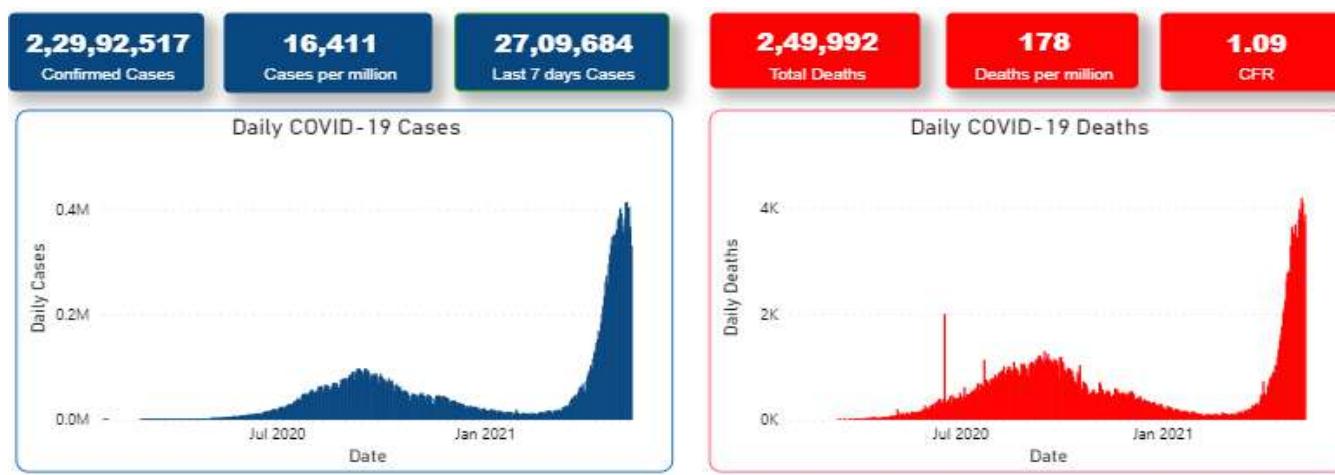 2,29,92,517
Confirmed Cases
16,411
Cases per million
27,09,684
Last 7 days Cases
2,49,992
Total Deaths
178
Deaths per million
1.09
CFR
Daily COVID-19 Cases
0.4M
0.2M
0.0M
Daily Cases
Jul 2020
Jan 2021
Date
Daily COVID-19 Deaths
4K
2K
0K
Daily Deaths
Jul 2020
Jan 2021
Date